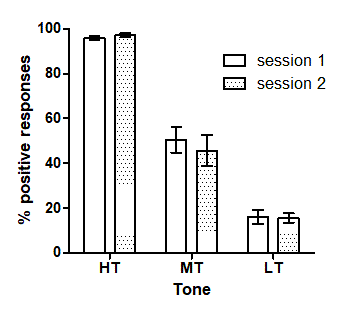 100
80
60
40
20
0
% positive responses
session 1
session 2
HT MT LT
Tone